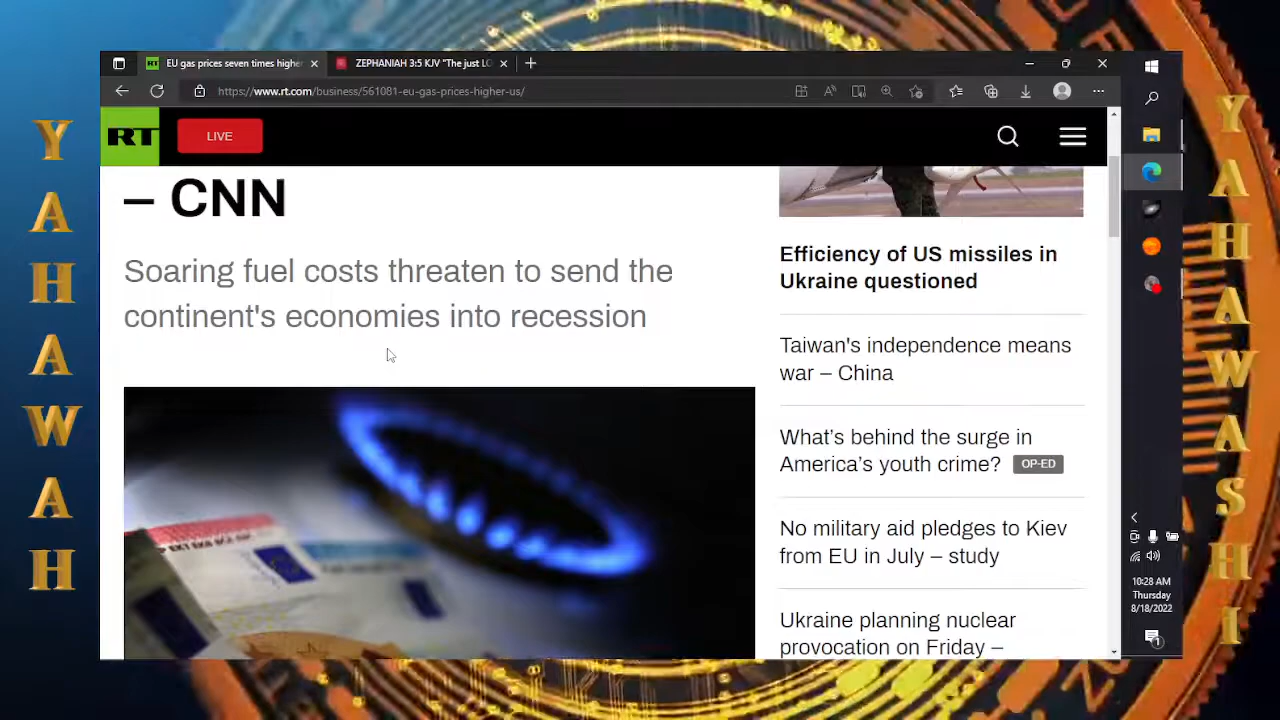 YAHAWAH
EU gas prices seven times highe
ZEPHANIAH 3:5 KJV "The just LO
https://www.rt.com/business/561081-eu-gas-prices-higher-us/
RT
LIVE
– CNN
Soaring fuel costs threaten to send the
continent's economies into recession
Efficiency of US missiles in
Ukraine questioned
Taiwan's independence means
war – China
What's behind the surge in
America's youth crime? OP-ED
No military aid pledges to Kiev
from EU in July – study
Ukraine planning nuclear
provocation on Friday –
10:28 AM
Thursday
8/18/2022
1
YAHAWASHI